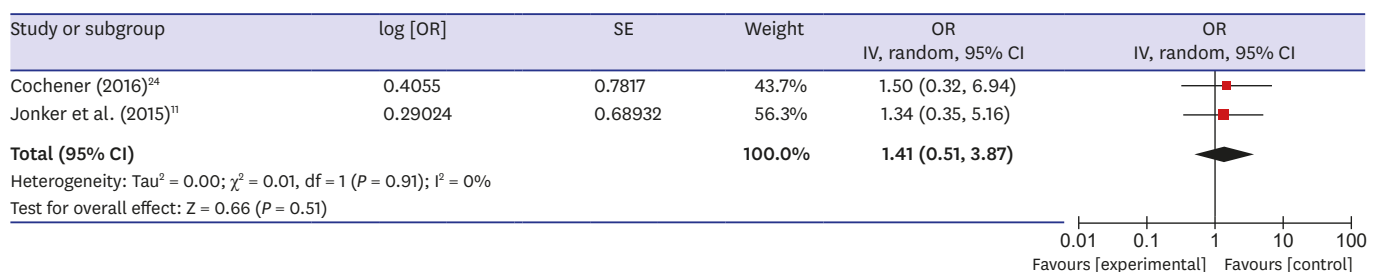 Study or subgroup log [OR] SE Weight OR OR
IV, random, 95% CI IV, random, 95% CI
Cochener (2016)²⁴ 0.4055 0.7817 43.7% 1.50 (0.32, 6.94)
Jonker et al. (2015)¹¹ 0.29024 0.68932 56.3% 1.34 (0.35, 5.16)
Total (95% CI) 100.0% 1.41 (0.51, 3.87)
Heterogeneity: Tau² = 0.00; χ² = 0.01, df = 1 (P = 0.91); I² = 0%
Test for overall effect: Z = 0.66 (P = 0.51)
0.01 0.1 1 10 100
Favours [experimental] Favours [control]